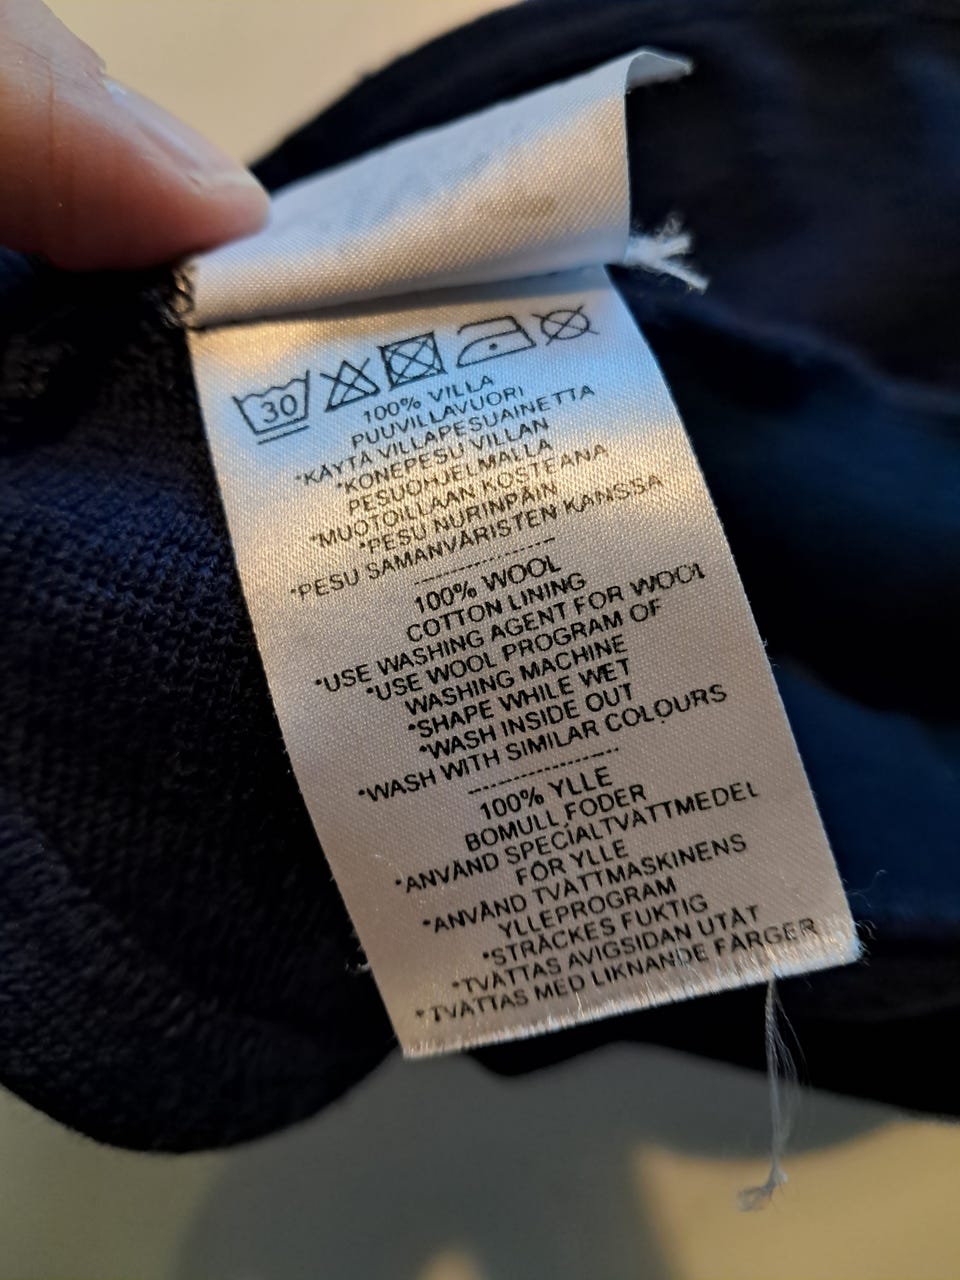 30
100% VILLA
PUUVILLAVUORI
*KÄYTÄ VILLAPESUAINETTA
*KONEPESU VILLAN
PESUOHJELMALLA
*MUOTOILLAAN KOSTEANA
*PESU NURINPÄIN
*PESU SAMANVÄRISTEN KANSSA
--------------------
100% WOOL
COTTON LINING
*USE WASHING AGENT FOR WOOL
*USE WOOL PROGRAM OF
WASHING MACHINE
*SHAPE WHILE WET
*WASH INSIDE OUT
*WASH WITH SIMILAR COLOURS
--------------------
100% YLLE
BOMULL FODER
*ANVÄND SPECIALTVÄTTMEDEL
FÖR YLLE
*ANVÄND TVÄTTMASKINENS
YLLEPROGRAM
*STRÄCKES FUKTIG
*TVÄTTAS AVIGSIDAN UTÅT
*TVÄTTAS MED LIKNANDE FÄRGER